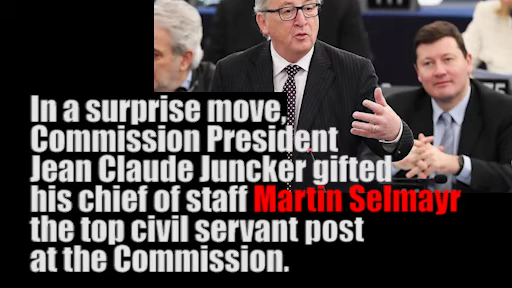 In a surprise move,
Commission President
Jean Claude Juncker gifted
his chief of staff Martin Selmayr
the top civil servant post
at the Commission.